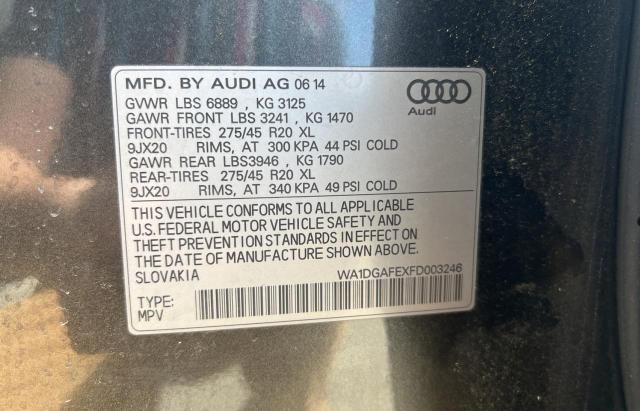 MFD. BY AUDI AG 06 14
GVWR LBS 6889 , KG 3125
GAWR FRONT LBS 3241 , KG 1470
FRONT-TIRES 275/45 R20 XL
9JX20 RIMS, AT 300 KPA 44 PSI COLD
GAWR REAR LBS3946 , KG 1790
REAR-TIRES 275/45 R20 XL
9JX20 RIMS, AT 340 KPA 49 PSI COLD
Audi
THIS VEHICLE CONFORMS TO ALL APPLICABLE
U.S. FEDERAL MOTOR VEHICLE SAFETY AND
THEFT PREVENTION STANDARDS IN EFFECT ON
THE DATE OF MANUFACTURE SHOWN ABOVE.
SLOVAKIA WA1DGAFEXFD003246
TYPE:
MPV